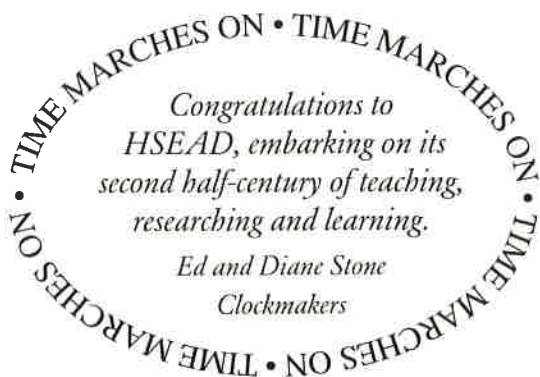 TIME MARCHES ON • TIME MARCHES ON • TIME MARCHES ON • TIME MARCHES ON •
Congratulations to
HSEAD, embarking on its
second half-century of teaching,
researching and learning.
Ed and Diane Stone
Clockmakers